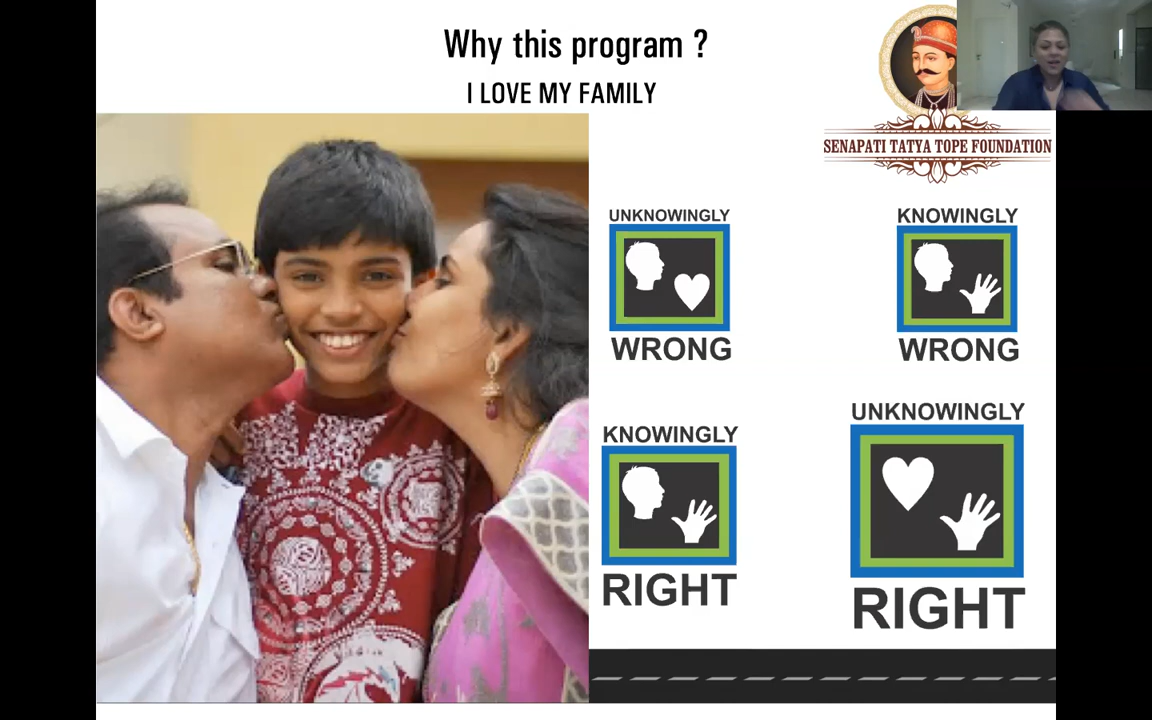 Why this program ?
I LOVE MY FAMILY
SENAPATI TATYA TOPE FOUNDATION
UNKNOWINGLY
WRONG
KNOWINGLY
WRONG
KNOWINGLY
RIGHT
UNKNOWINGLY
RIGHT